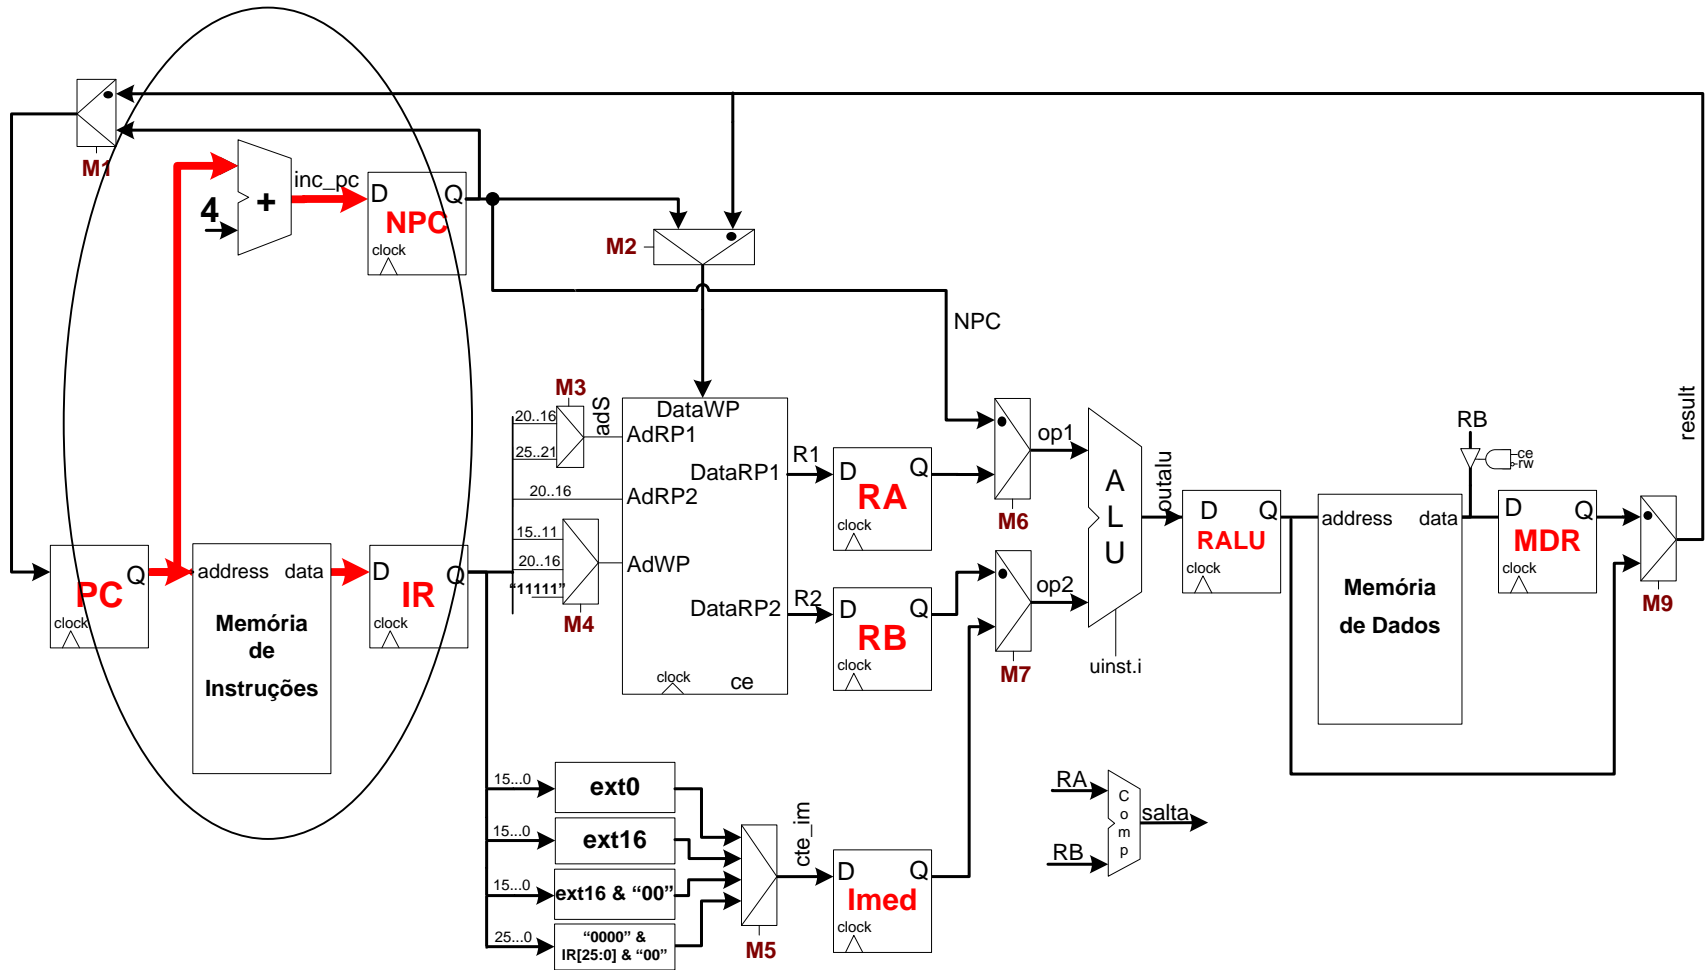 M1
inc_pc
4
+
D Q
NPC
clock
M2
NPC
M3
adS
20..16
25..21
20..16
15..11
20..16
"11111"
M4
DataWP
AdRP1
DataRP1
AdRP2
AdWP
DataRP2
clock
ce
R1
D Q
RA
clock
R2
D Q
RB
clock
M6
op1
op2
M7
A
L
U
uinst.i
outalu
D Q
RALU
clock
address data
Memória
de Dados
RB
ce
rw
D Q
MDR
clock
M9
result
Q
PC
clock
address data
Memória
de
Instruções
D Q
IR
clock
15...0
ext0
15...0
ext16
15...0
ext16 & “00”
25...0
“0000” &
IR[25:0] & “00”
M5
cte_im
D Q
Imed
clock
RA
RB
C
o
m
p
salta